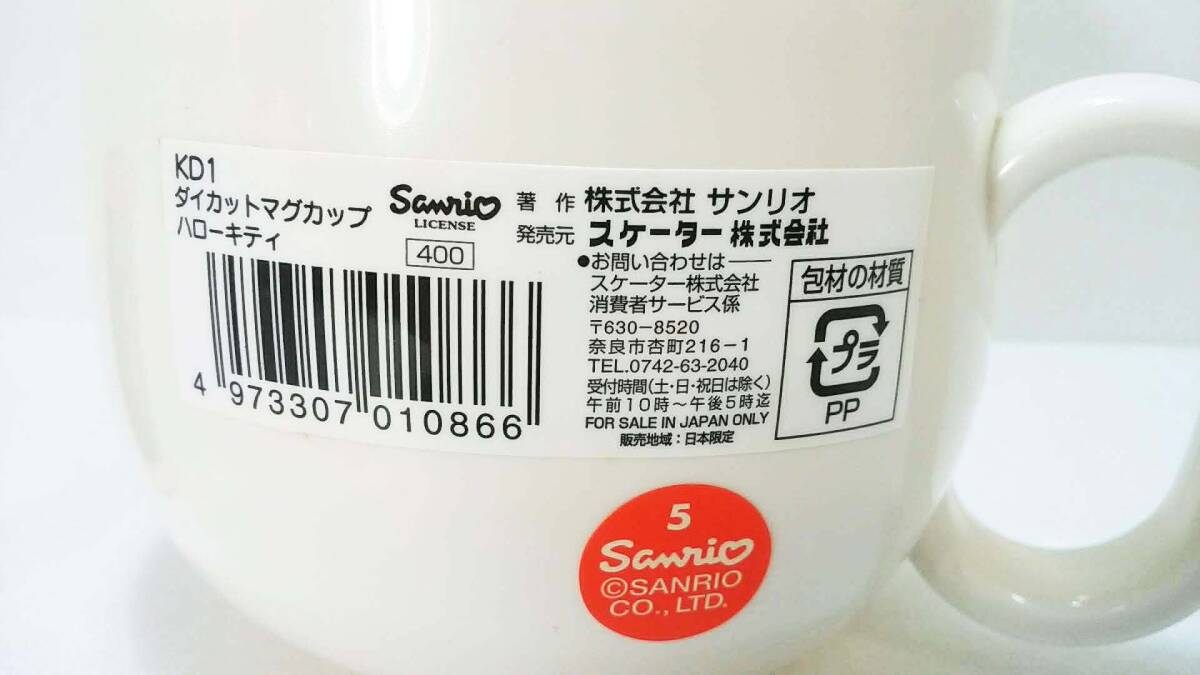 KD1
ダイカットマグカップ
ハローキティ
Sanrio
LICENSE
400
著 作 株式会社 サンリオ
発売元 スケーター株式会社
●お問い合わせは――
スケーター株式会社
消費者サービス係
〒630-8520
奈良市杏町216-1
TEL.0742-63-2040
受付時間(土・日・祝日は除く)
午前10時～午後5時迄
FOR SALE IN JAPAN ONLY
販売地域：日本限定
包材の材質
プラ
PP
4 973307 010866
5
Sanrio
©SANRIO
CO., LTD.